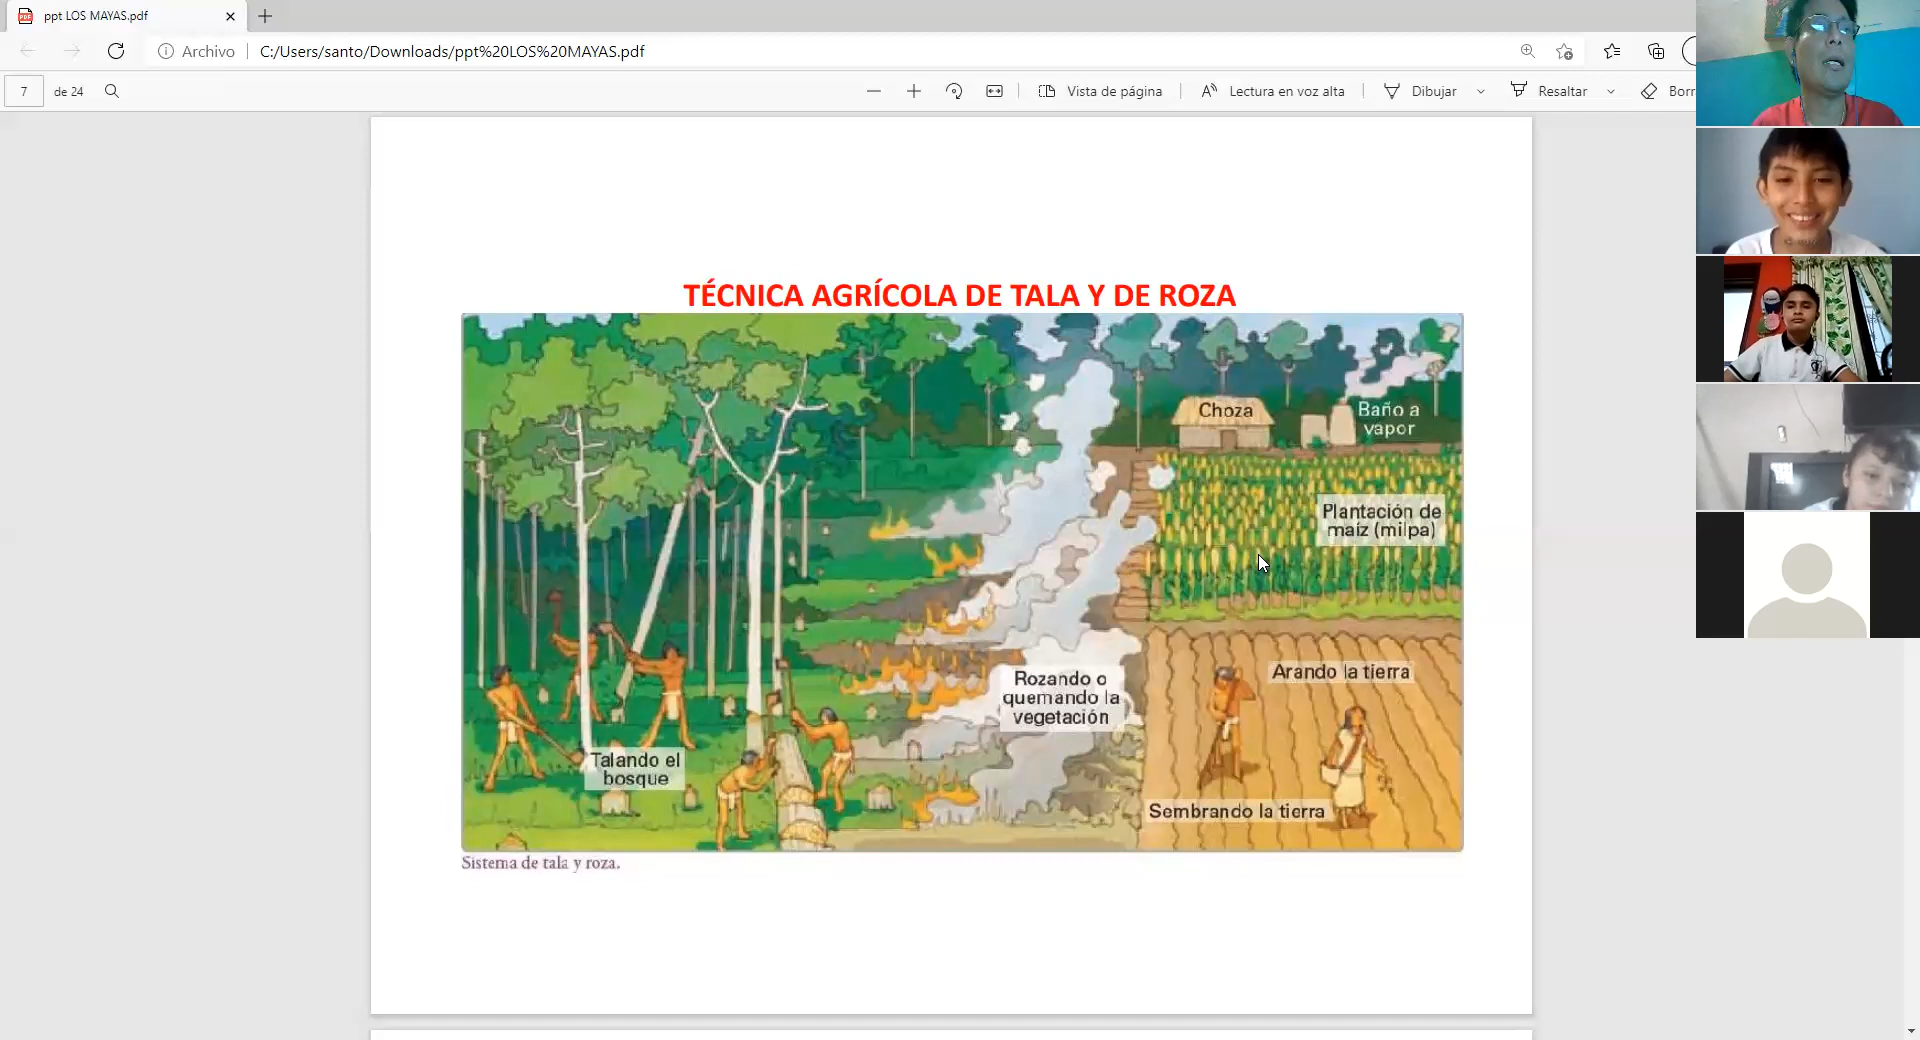 ppt LOS MAYAS.pdf
Archivo
C:/Users/santo/Downloads/ppt%20LOS%20MAYAS.pdf
7 de 24
Vista de página
Lectura en voz alta
Dibujar
Resaltar
Borr
TÉCNICA AGRÍCOLA DE TALA Y DE ROZA
Choza
Baño a
vapor
Plantación de
maíz (milpa)
Arando la tierra
Rozando o
quemando la
vegetación
Talando el
bosque
Sembrando la tierra
Sistema de tala y roza.